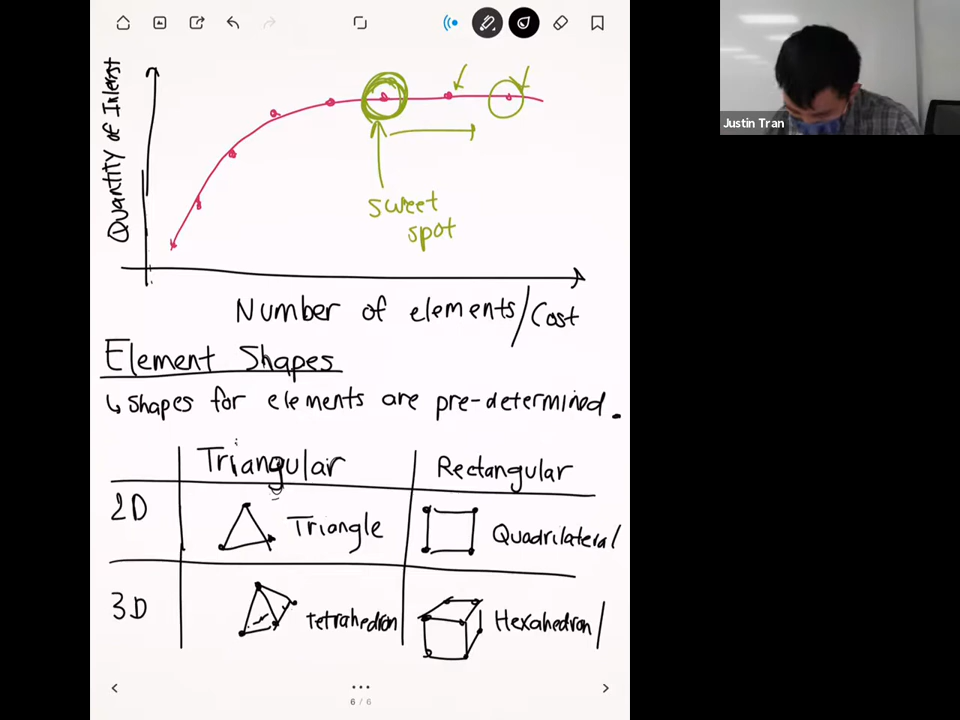 Justin Tran
Quantity of Interest
sweet
spot
Number of elements/Cost
Element Shapes
↳ shapes for elements are pre-determined.
Triangular Rectangular
2D Triangle Quadrilateral
3D tetrahedron Hexahedron/
6 / 6